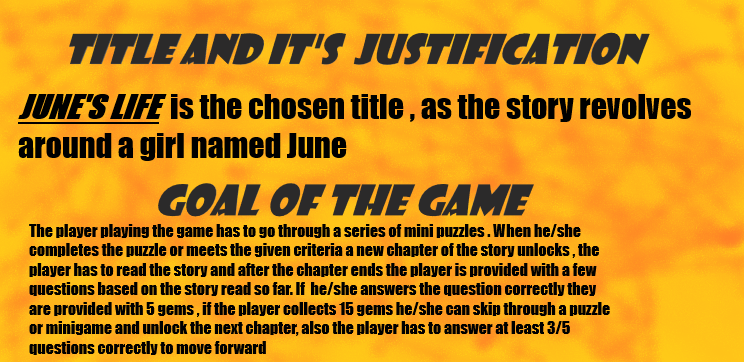 TITLE AND IT'S JUSTIFICATION
JUNE'S LIFE is the chosen title , as the story revolves
around a girl named June
GOAL OF THE GAME
The player playing the game has to go through a series of mini puzzles . When he/she
completes the puzzle or meets the given criteria a new chapter of the story unlocks , the
player has to read the story and after the chapter ends the player is provided with a few
questions based on the story read so far. If he/she answers the question correctly they
are provided with 5 gems , if the player collects 15 gems he/she can skip through a puzzle
or minigame and unlock the next chapter, also the player has to answer at least 3/5
questions correctly to move forward